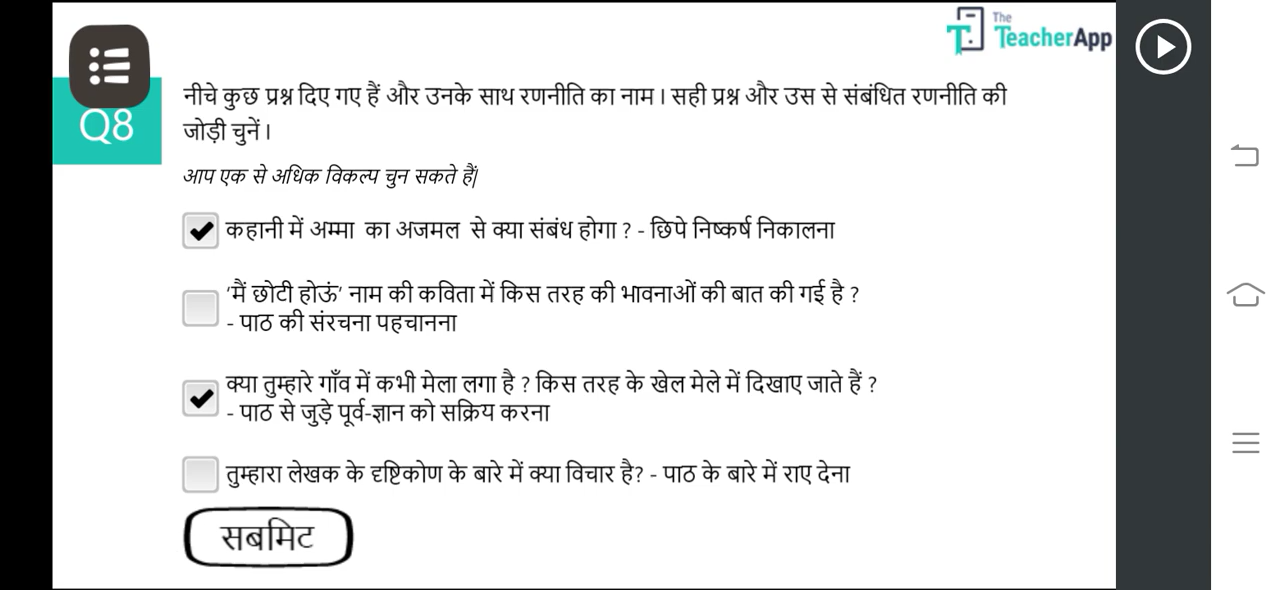 The
TeacherApp
Q8
नीचे कुछ प्रश्न दिए गए हैं और उनके साथ रणनीति का नाम। सही प्रश्न और उस से संबंधित रणनीति की
जोड़ी चुनें।
आप एक से अधिक विकल्प चुन सकते हैं|
कहानी में अम्मा का अजमल से क्या संबंध होगा ? - छिपे निष्कर्ष निकालना
‘मैं छोटी होऊं’ नाम की कविता में किस तरह की भावनाओं की बात की गई है ?
- पाठ की संरचना पहचानना
क्या तुम्हारे गाँव में कभी मेला लगा है ? किस तरह के खेल मेले में दिखाए जाते हैं ?
- पाठ से जुड़े पूर्व-ज्ञान को सक्रिय करना
तुम्हारा लेखक के दृष्टिकोण के बारे में क्या विचार है? - पाठ के बारे में राए देना
सबमिट